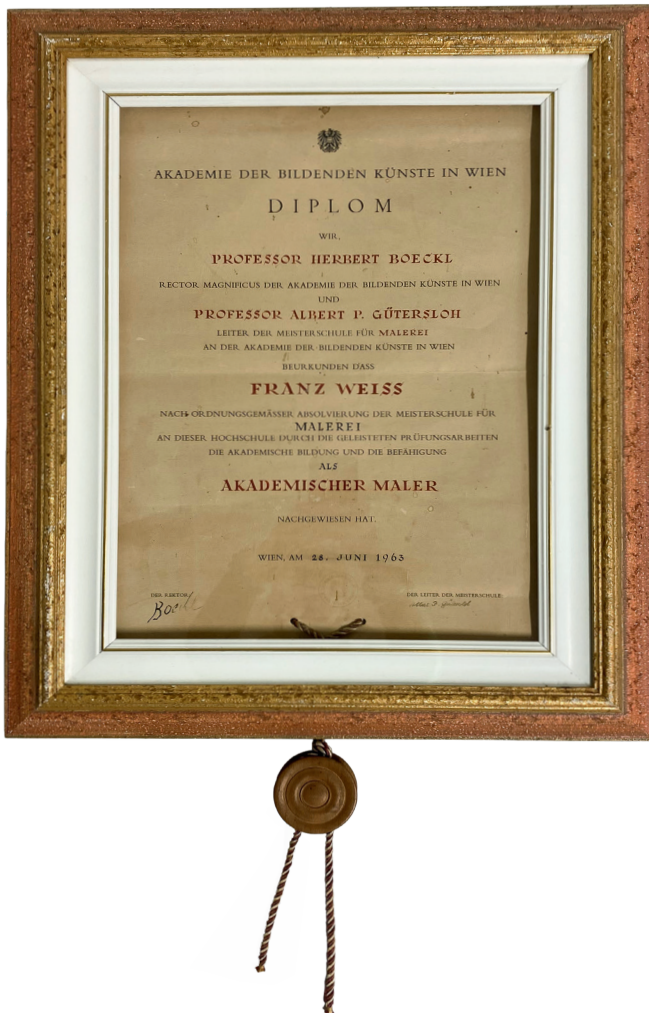 AKADEMIE DER BILDENDEN KÜNSTE IN WIEN
DIPLOM
WIR,
PROFESSOR HERBERT BOECKL
RECTOR MAGNIFICUS DER AKADEMIE DER BILDENDEN KÜNSTE IN WIEN
UND
PROFESSOR ALBERT P. GÜTERSLOH
LEITER DER MEISTERSCHULE FÜR MALEREI
AN DER AKADEMIE DER BILDENDEN KÜNSTE IN WIEN
BEURKUNDEN DASS
FRANZ WEISS
NACH ORDNUNGSGEMÄSSER ABSOLVIERUNG DER MEISTERSCHULE FÜR
MALEREI
AN DIESER HOCHSCHULE DURCH DIE GELEISTETEN PRÜFUNGSARBEITEN
DIE AKADEMISCHE BILDUNG UND DIE BEFÄHIGUNG
ALS
AKADEMISCHER MALER
NACHGEWIESEN HAT.
WIEN, AM 28. JUNI 1963
DER REKTOR:
Boeckl
DER LEITER DER MEISTERSCHULE: